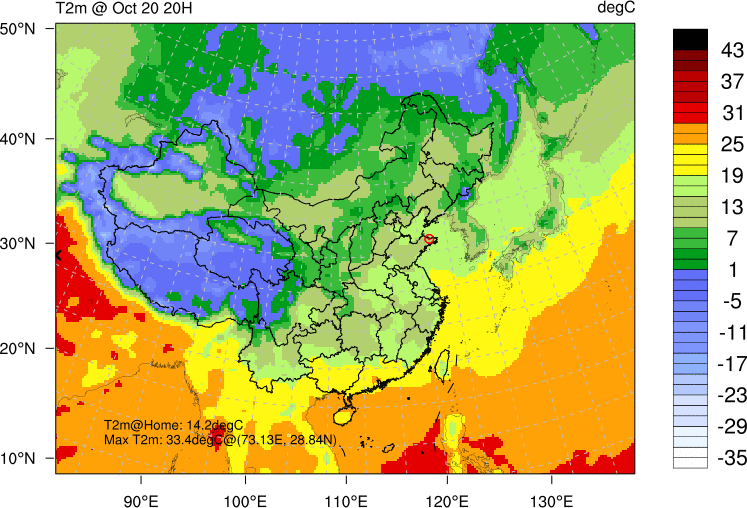 T2m @ Oct 20 20H degC
50°N
40°N
30°N
20°N
10°N
90°E 100°E 110°E 120°E 130°E
T2m@Home: 14.2degC
Max T2m: 33.4degC@(73.13E, 28.84N)
43
37
31
25
19
13
7
1
-5
-11
-17
-23
-29
-35